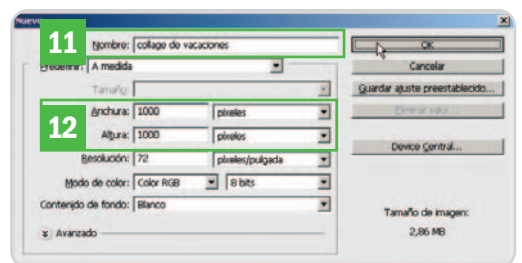 Nuevo
11
Nombre: collage de vacaciones
OK
Predefinir: A medida
Cancelar
Tamaño:
Guardar ajuste preestablecido...
Eliminar valor...
12
Anchura: 1000 píxeles
Altura: 1000 píxeles
Device Central...
Resolución: 72 píxeles/pulgada
Modo de color: Color RGB 8 bits
Contenido de fondo: Blanco
Tamaño de imagen:
2,86 MB
Avanzado